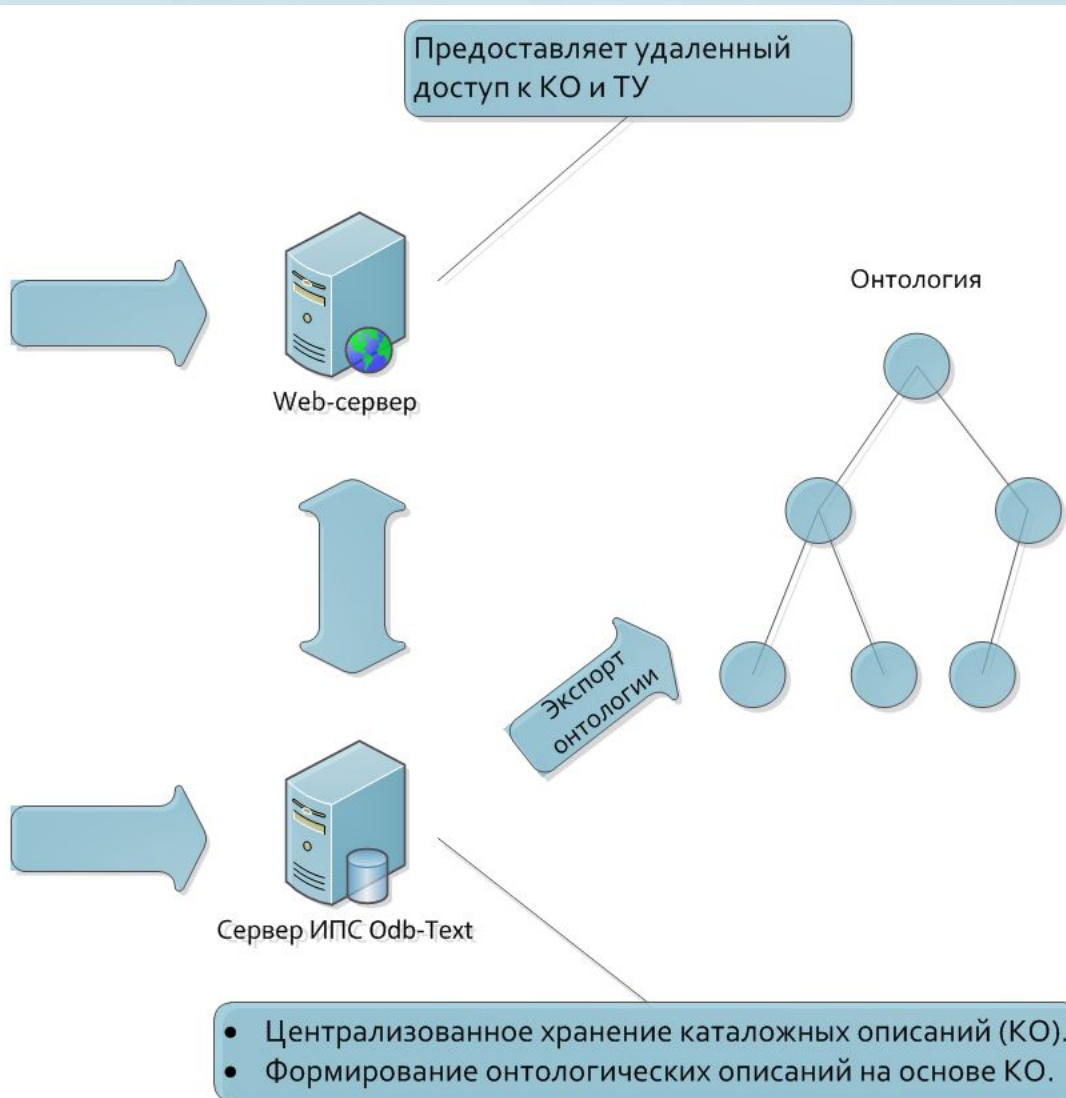 Предоставляет удаленный
доступ к КО и ТУ
Онтология
Web-сервер
Экспорт
онтологии
Сервер ИПС Odb-Text
• Централизованное хранение каталожных описаний (КО).
• Формирование онтологических описаний на основе КО.